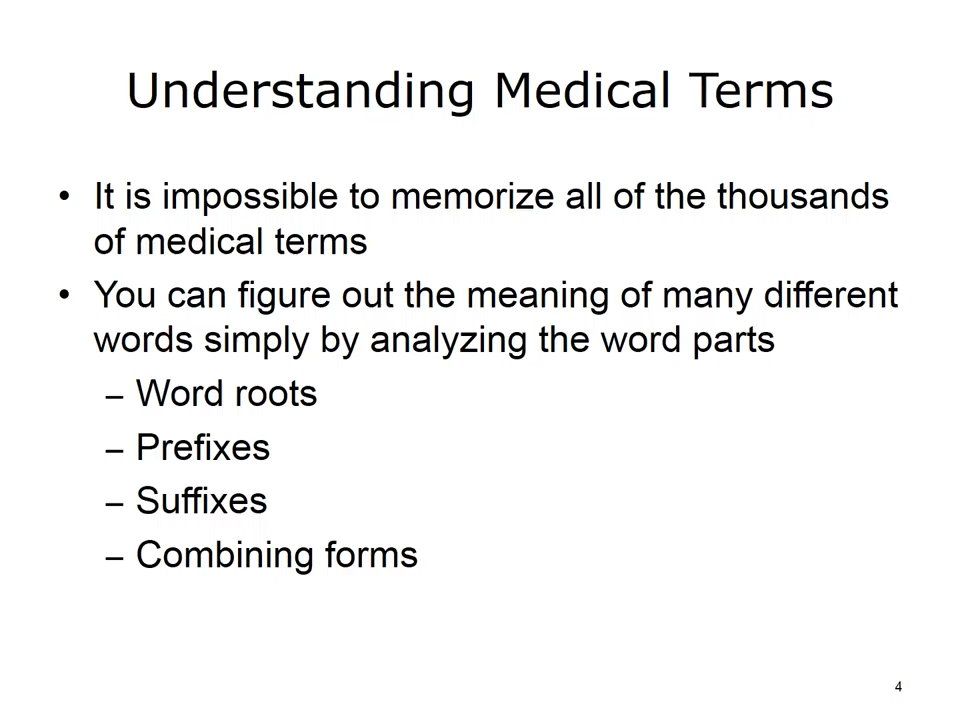 Understanding Medical Terms
• It is impossible to memorize all of the thousands
of medical terms
• You can figure out the meaning of many different
words simply by analyzing the word parts
– Word roots
– Prefixes
– Suffixes
– Combining forms
4